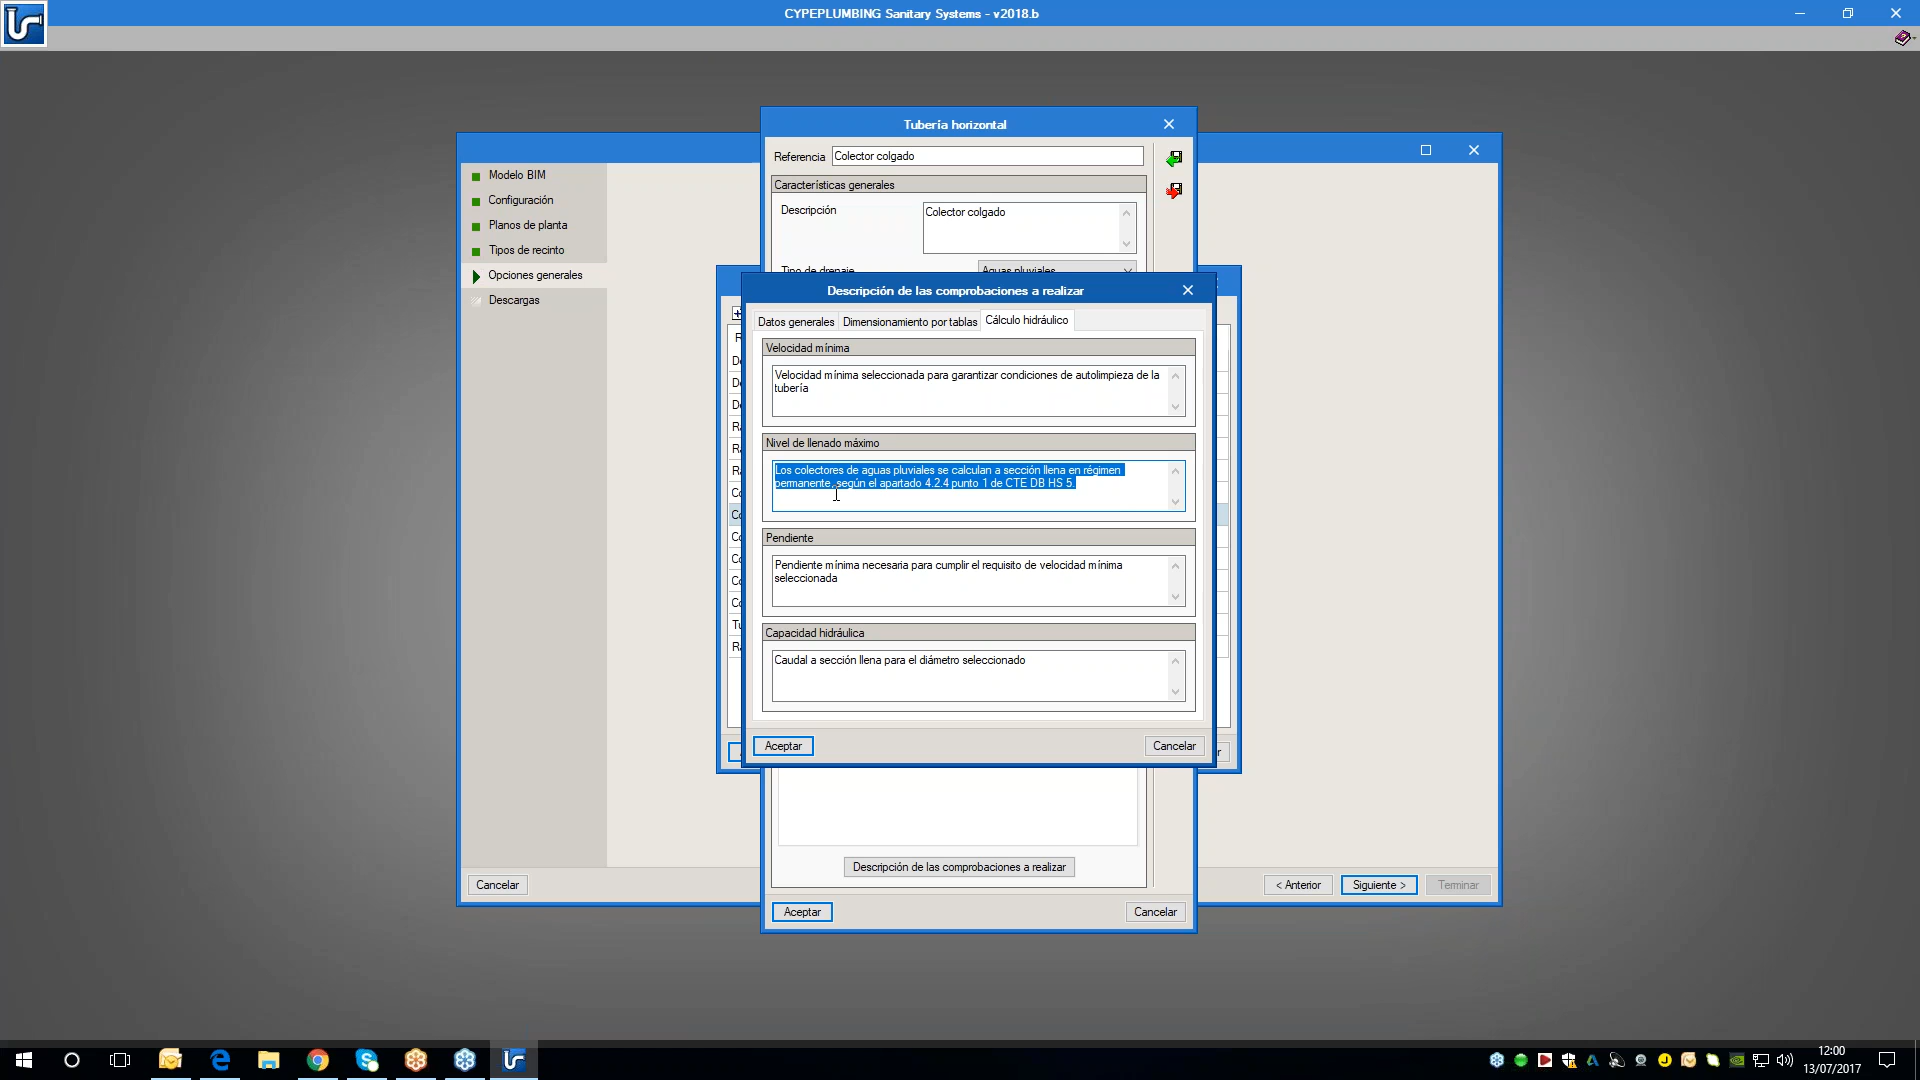 CYPEPLUMBING Sanitary Systems - v2018.b
Tubería horizontal
Referencia Colector colgado
Características generales
Descripción Colector colgado
Tipo de drenaje Aguas pluviales
Modelo BIM
Configuración
Planos de planta
Tipos de recinto
Opciones generales
Descargas
Descripción de las comprobaciones a realizar
Datos generales Dimensionamiento por tablas Cálculo hidráulico
Velocidad mínima
Velocidad mínima seleccionada para garantizar condiciones de autolimpieza de la
tubería
Nivel de llenado máximo
Los colectores de aguas pluviales se calculan a sección llena en régimen
permanente, según el apartado 4.2.4 punto 1 de CTE DB HS 5.
Pendiente
Pendiente mínima necesaria para cumplir el requisito de velocidad mínima
seleccionada
Capacidad hidráulica
Caudal a sección llena para el diámetro seleccionado
Aceptar Cancelar
Descripción de las comprobaciones a realizar
Cancelar < Anterior Siguiente > Terminar
Aceptar Cancelar
12:00
13/07/2017